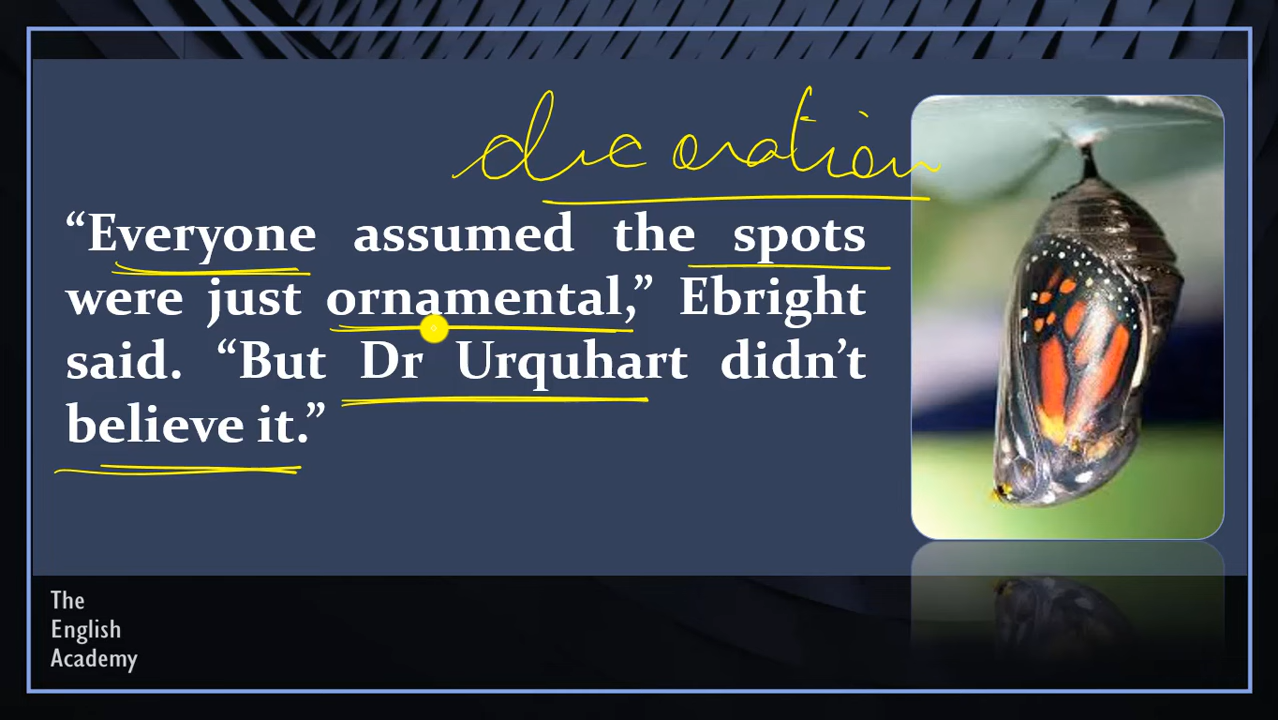 decoration
“Everyone assumed the spots
were just ornamental,” Ebright
said. “But Dr Urquhart didn’t
believe it.”
The
English
Academy